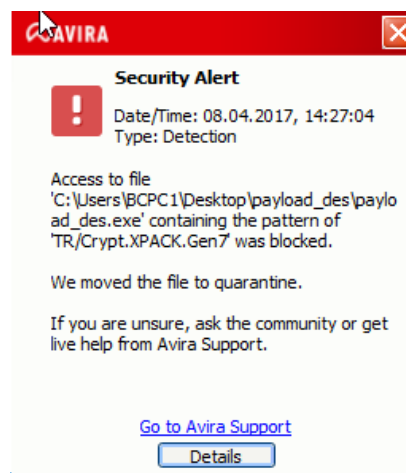 AVIRA
Security Alert
Date/Time: 08.04.2017, 14:27:04
Type: Detection
Access to file
'C:\Users\BCPC1\Desktop\payload_des\paylo
ad_des.exe' containing the pattern of
'TR/Crypt.XPACK.Gen7' was blocked.
We moved the file to quarantine.
If you are unsure, ask the community or get
live help from Avira Support.
Go to Avira Support
Details